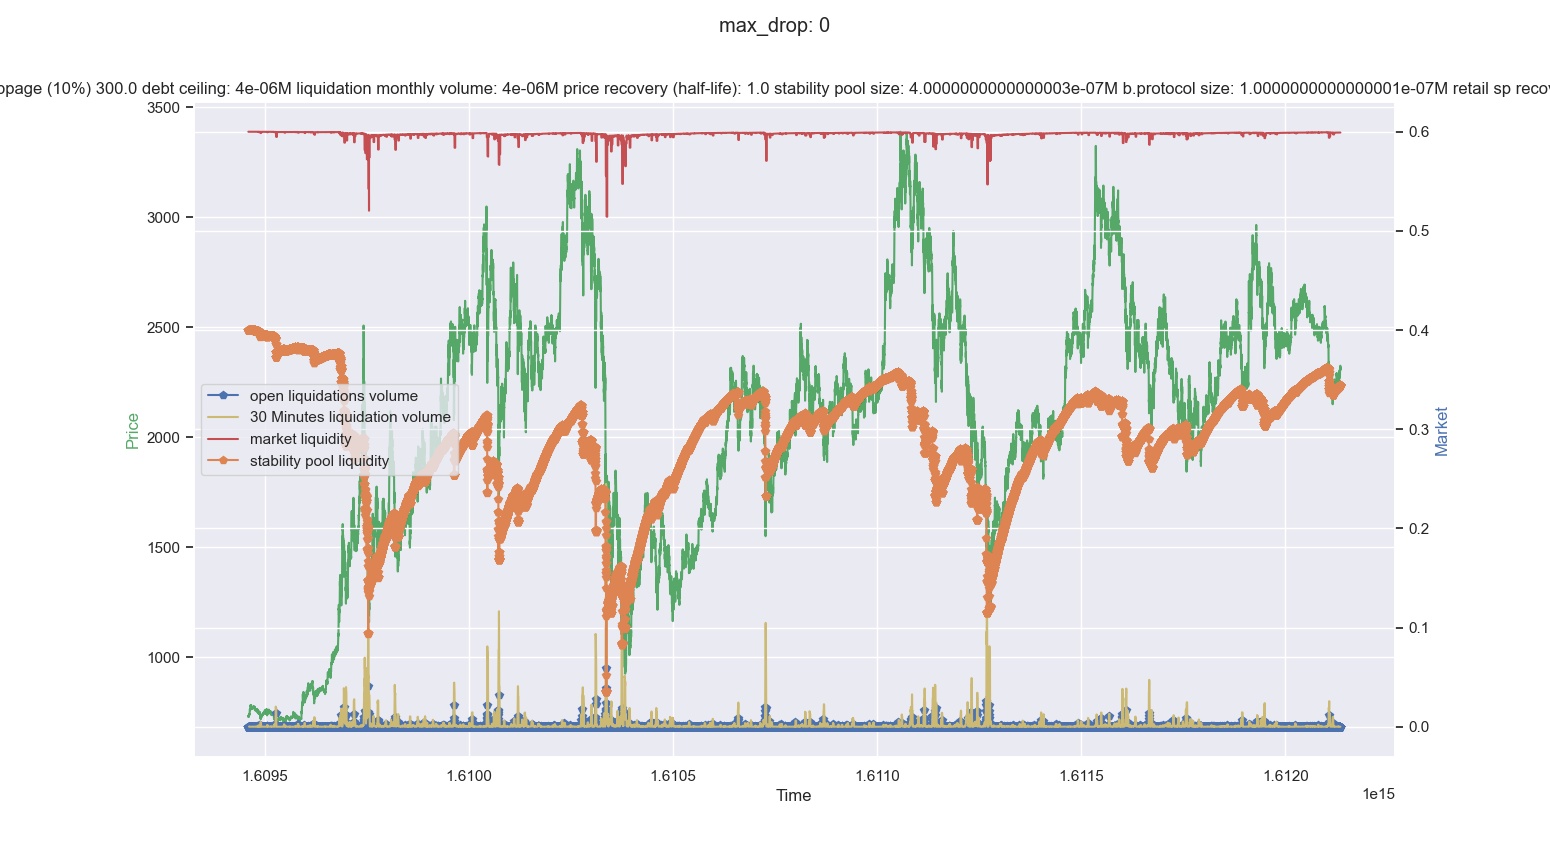 max_drop: 0
(10%) 300.0 debt ceiling: 4e-06M liquidation monthly volume: 4e-06M price recovery (half-life): 1.0 stability pool size: 4.0000000000000003e-07M b.protocol size: 1.0000000000000001e-07M retail sp
3500
3000
2500
2000
1500
1000
Price
0.6
0.5
0.4
0.3
0.2
0.1
0.0
Market
open liquidations volume
30 Minutes liquidation volume
market liquidity
stability pool liquidity
1.6095 1.6100 1.6105 1.6110 1.6115 1.6120
Time
1e15